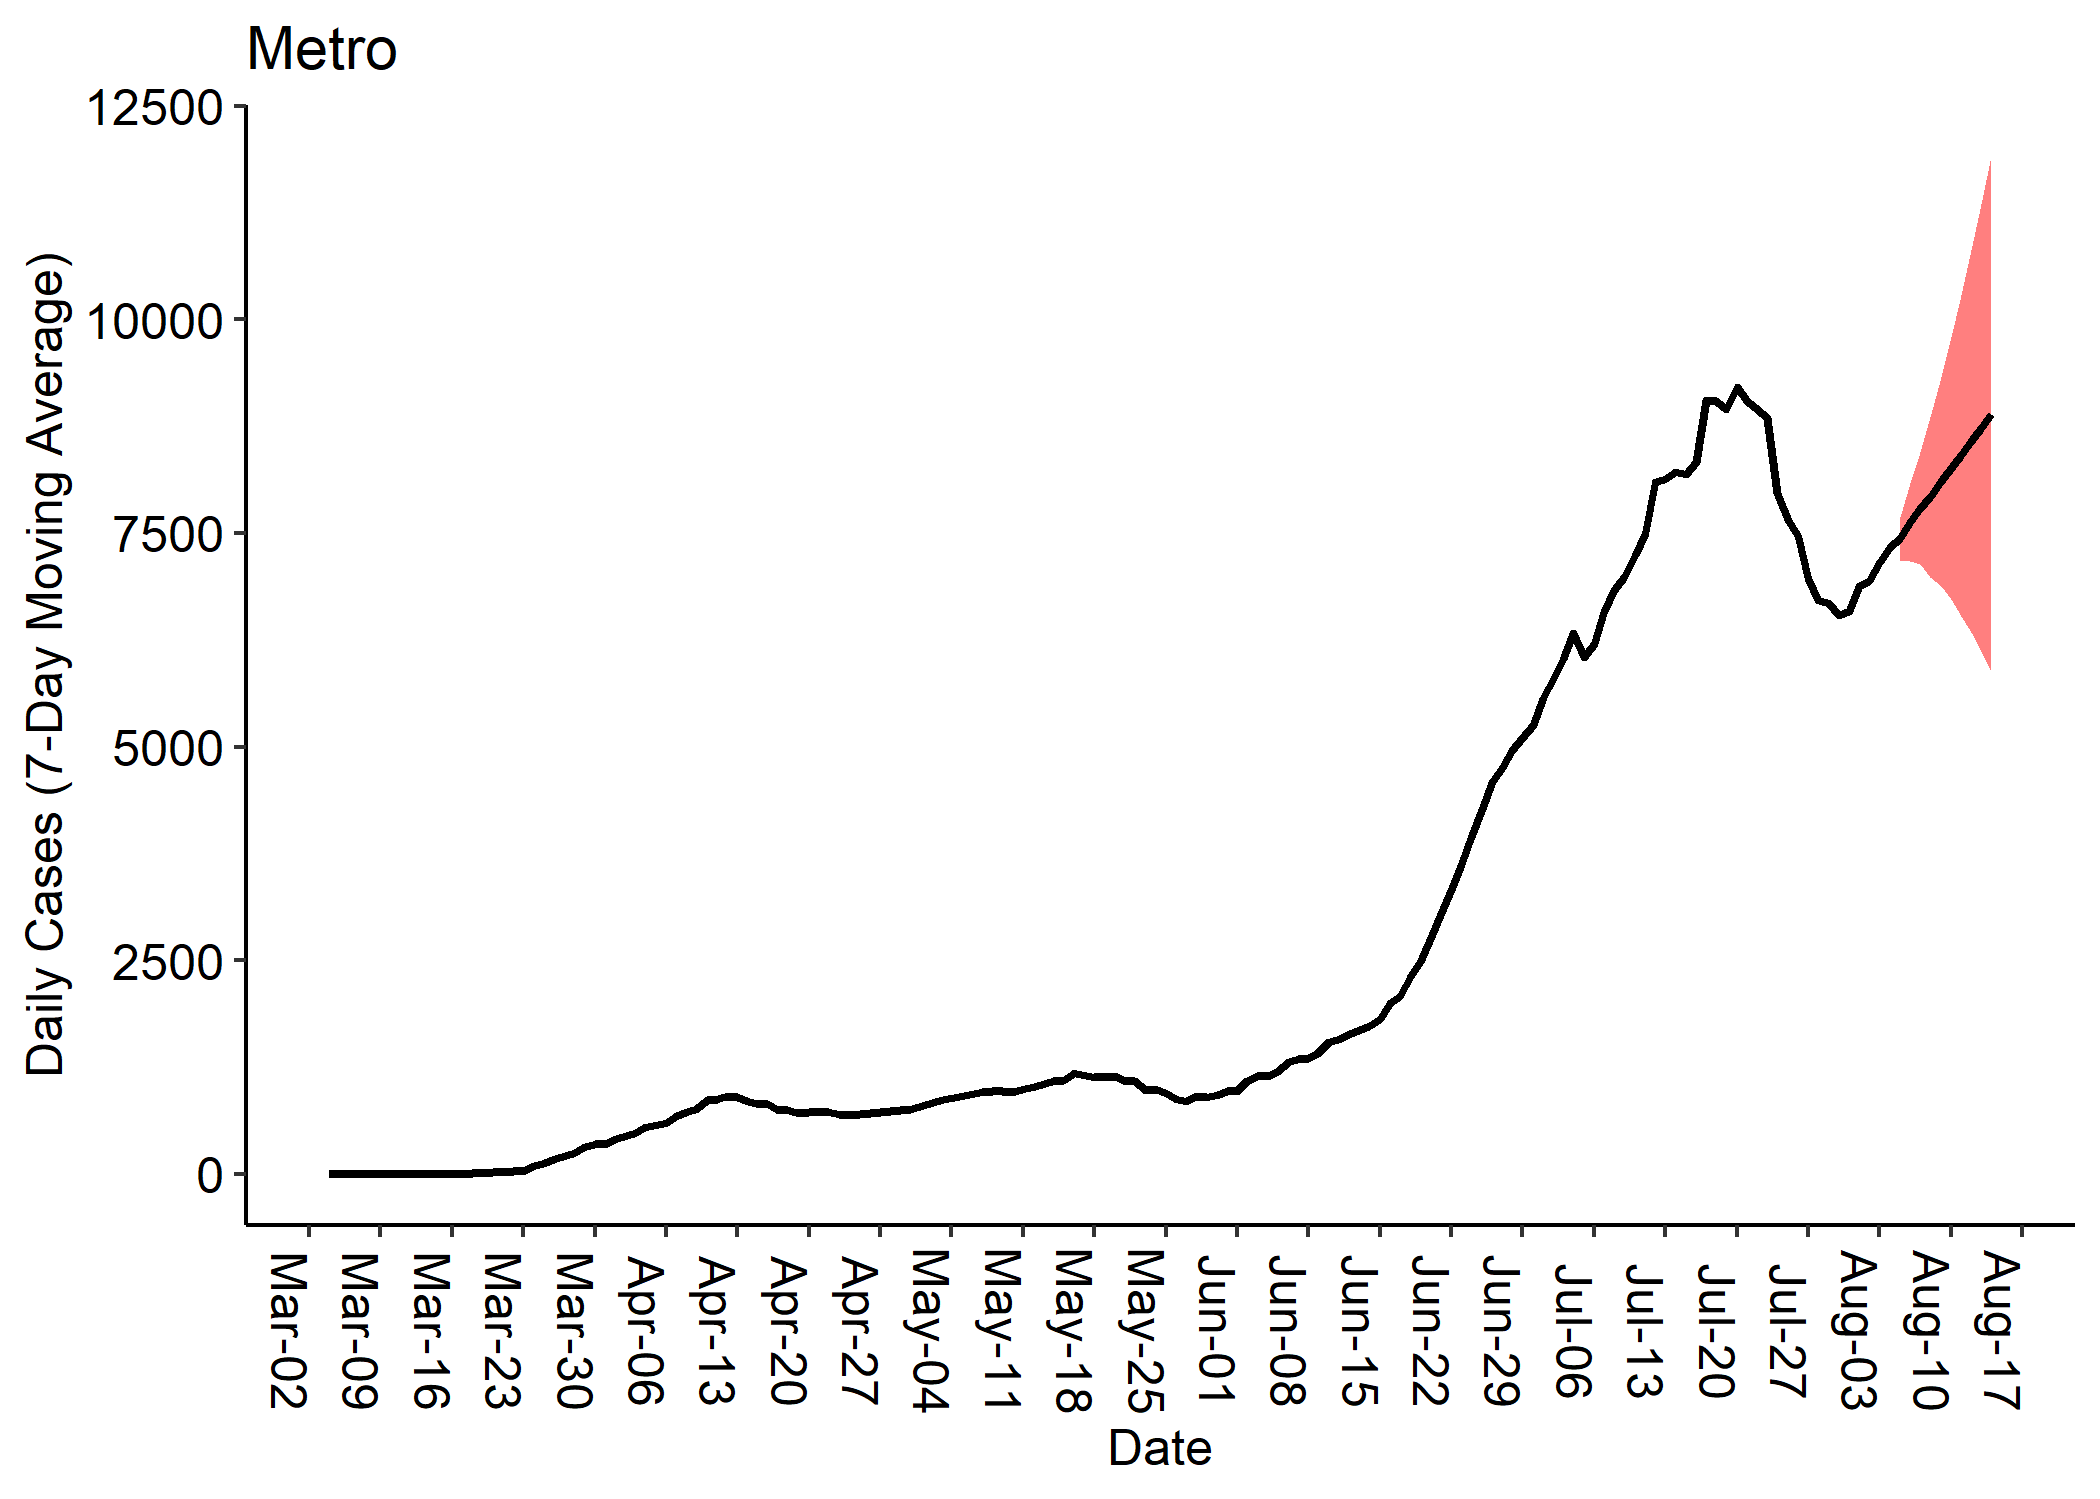 Metro
12500
10000
7500
5000
2500
0
Daily Cases (7-Day Moving Average)
Mar-02
Mar-09
Mar-16
Mar-23
Mar-30
Apr-06
Apr-13
Apr-20
Apr-27
May-04
May-11
May-18
May-25
Jun-01
Jun-08
Jun-15
Jun-22
Jun-29
Jul-06
Jul-13
Jul-20
Jul-27
Aug-03
Aug-10
Aug-17
Date